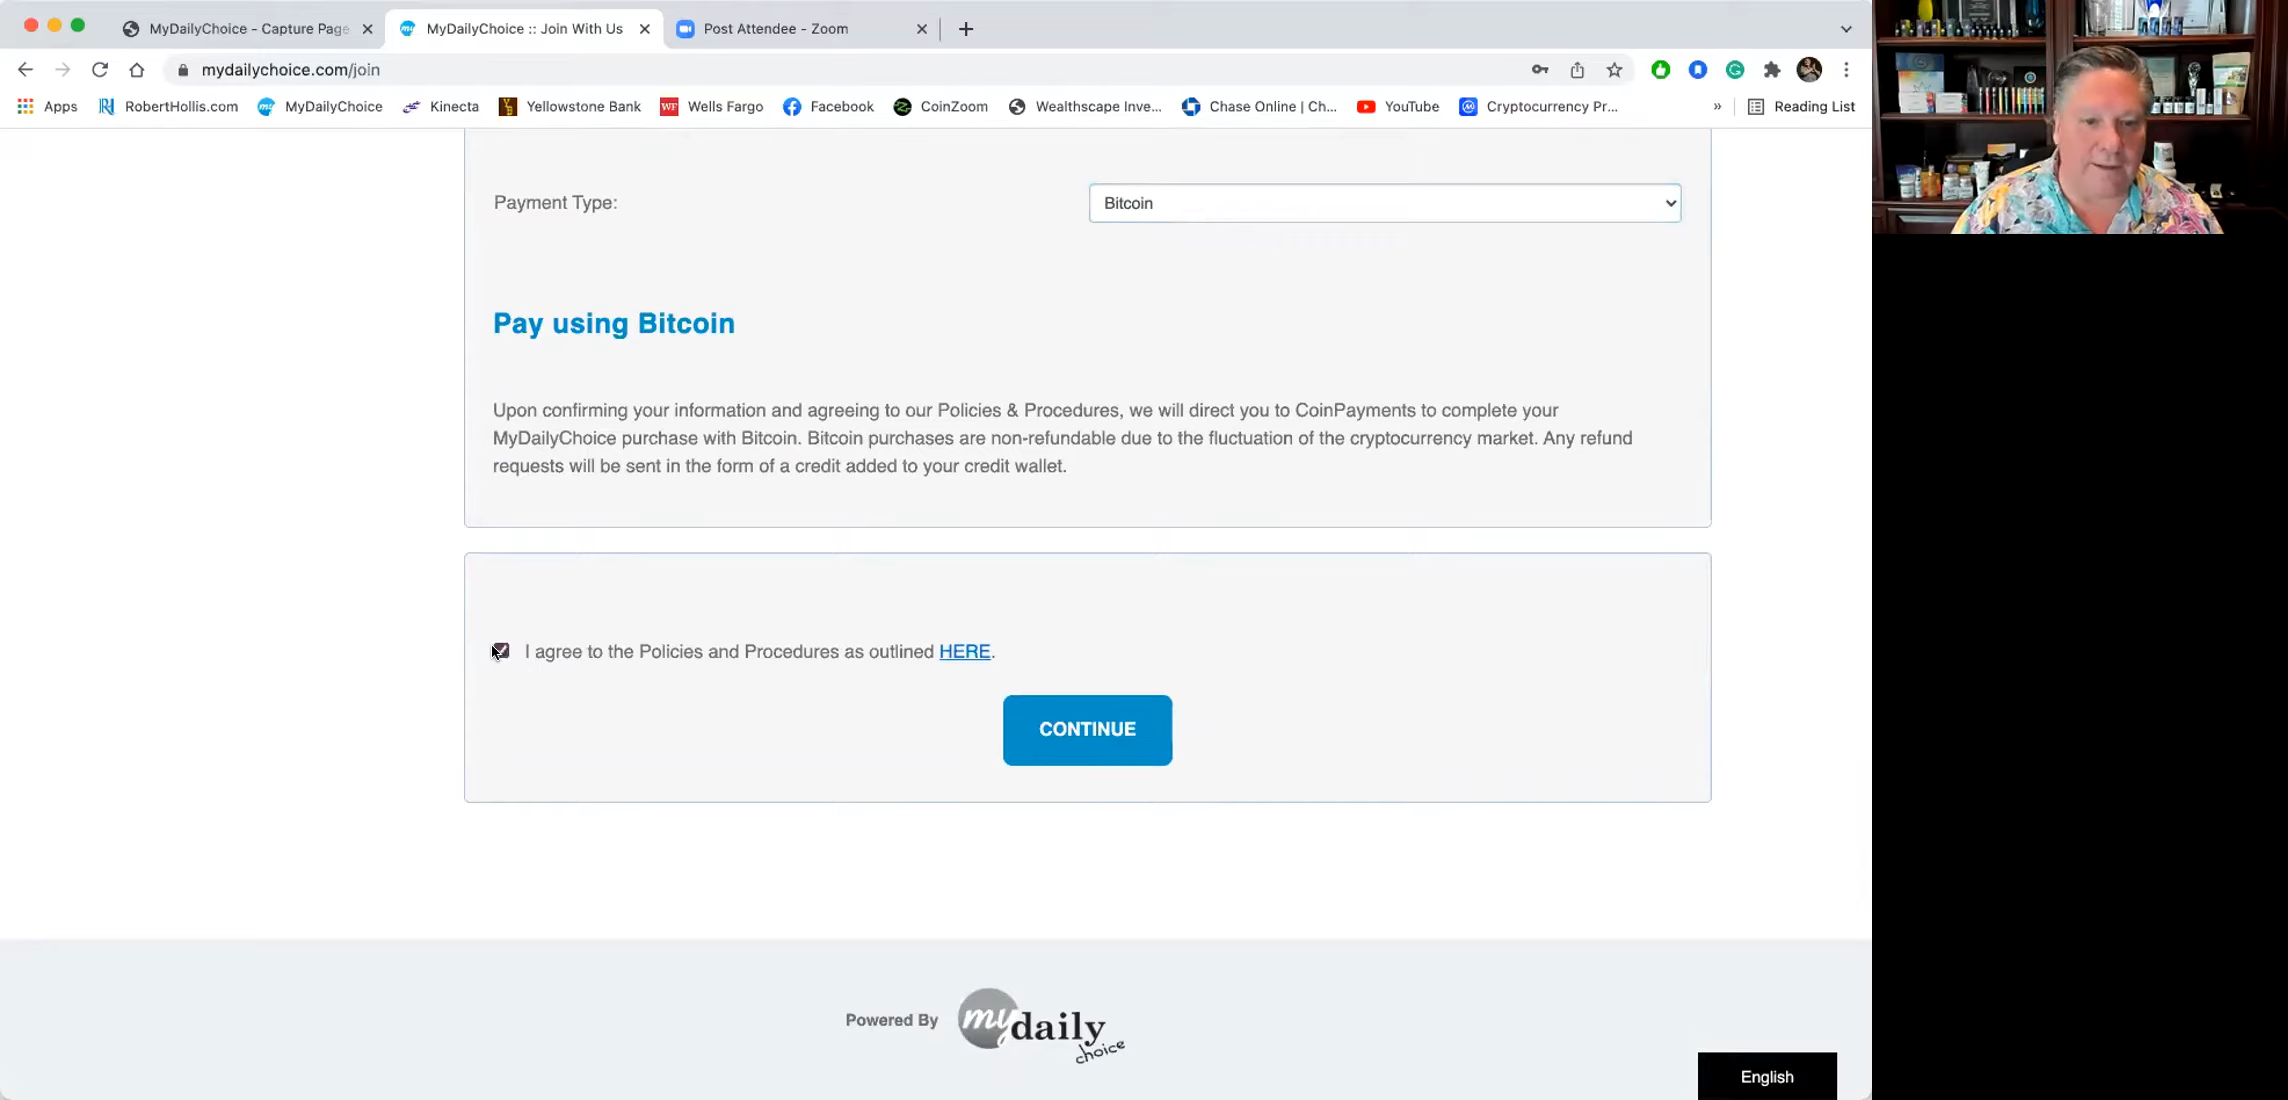 MyDailyChoice - Capture Page
MyDailyChoice :: Join With Us
Post Attendee - Zoom
mydailychoice.com/join
Apps
RobertHollis.com
MyDailyChoice
Kinecta
Yellowstone Bank
Wells Fargo
Facebook
CoinZoom
Wealthscape Inve...
Chase Online | Ch...
YouTube
Cryptocurrency Pr...
»
Reading List
Payment Type:
Bitcoin
Pay using Bitcoin
Upon confirming your information and agreeing to our Policies & Procedures, we will direct you to CoinPayments to complete your
MyDailyChoice purchase with Bitcoin. Bitcoin purchases are non-refundable due to the fluctuation of the cryptocurrency market. Any refund
requests will be sent in the form of a credit added to your credit wallet.
I agree to the Policies and Procedures as outlined HERE.
CONTINUE
Powered By
my daily
choice
English